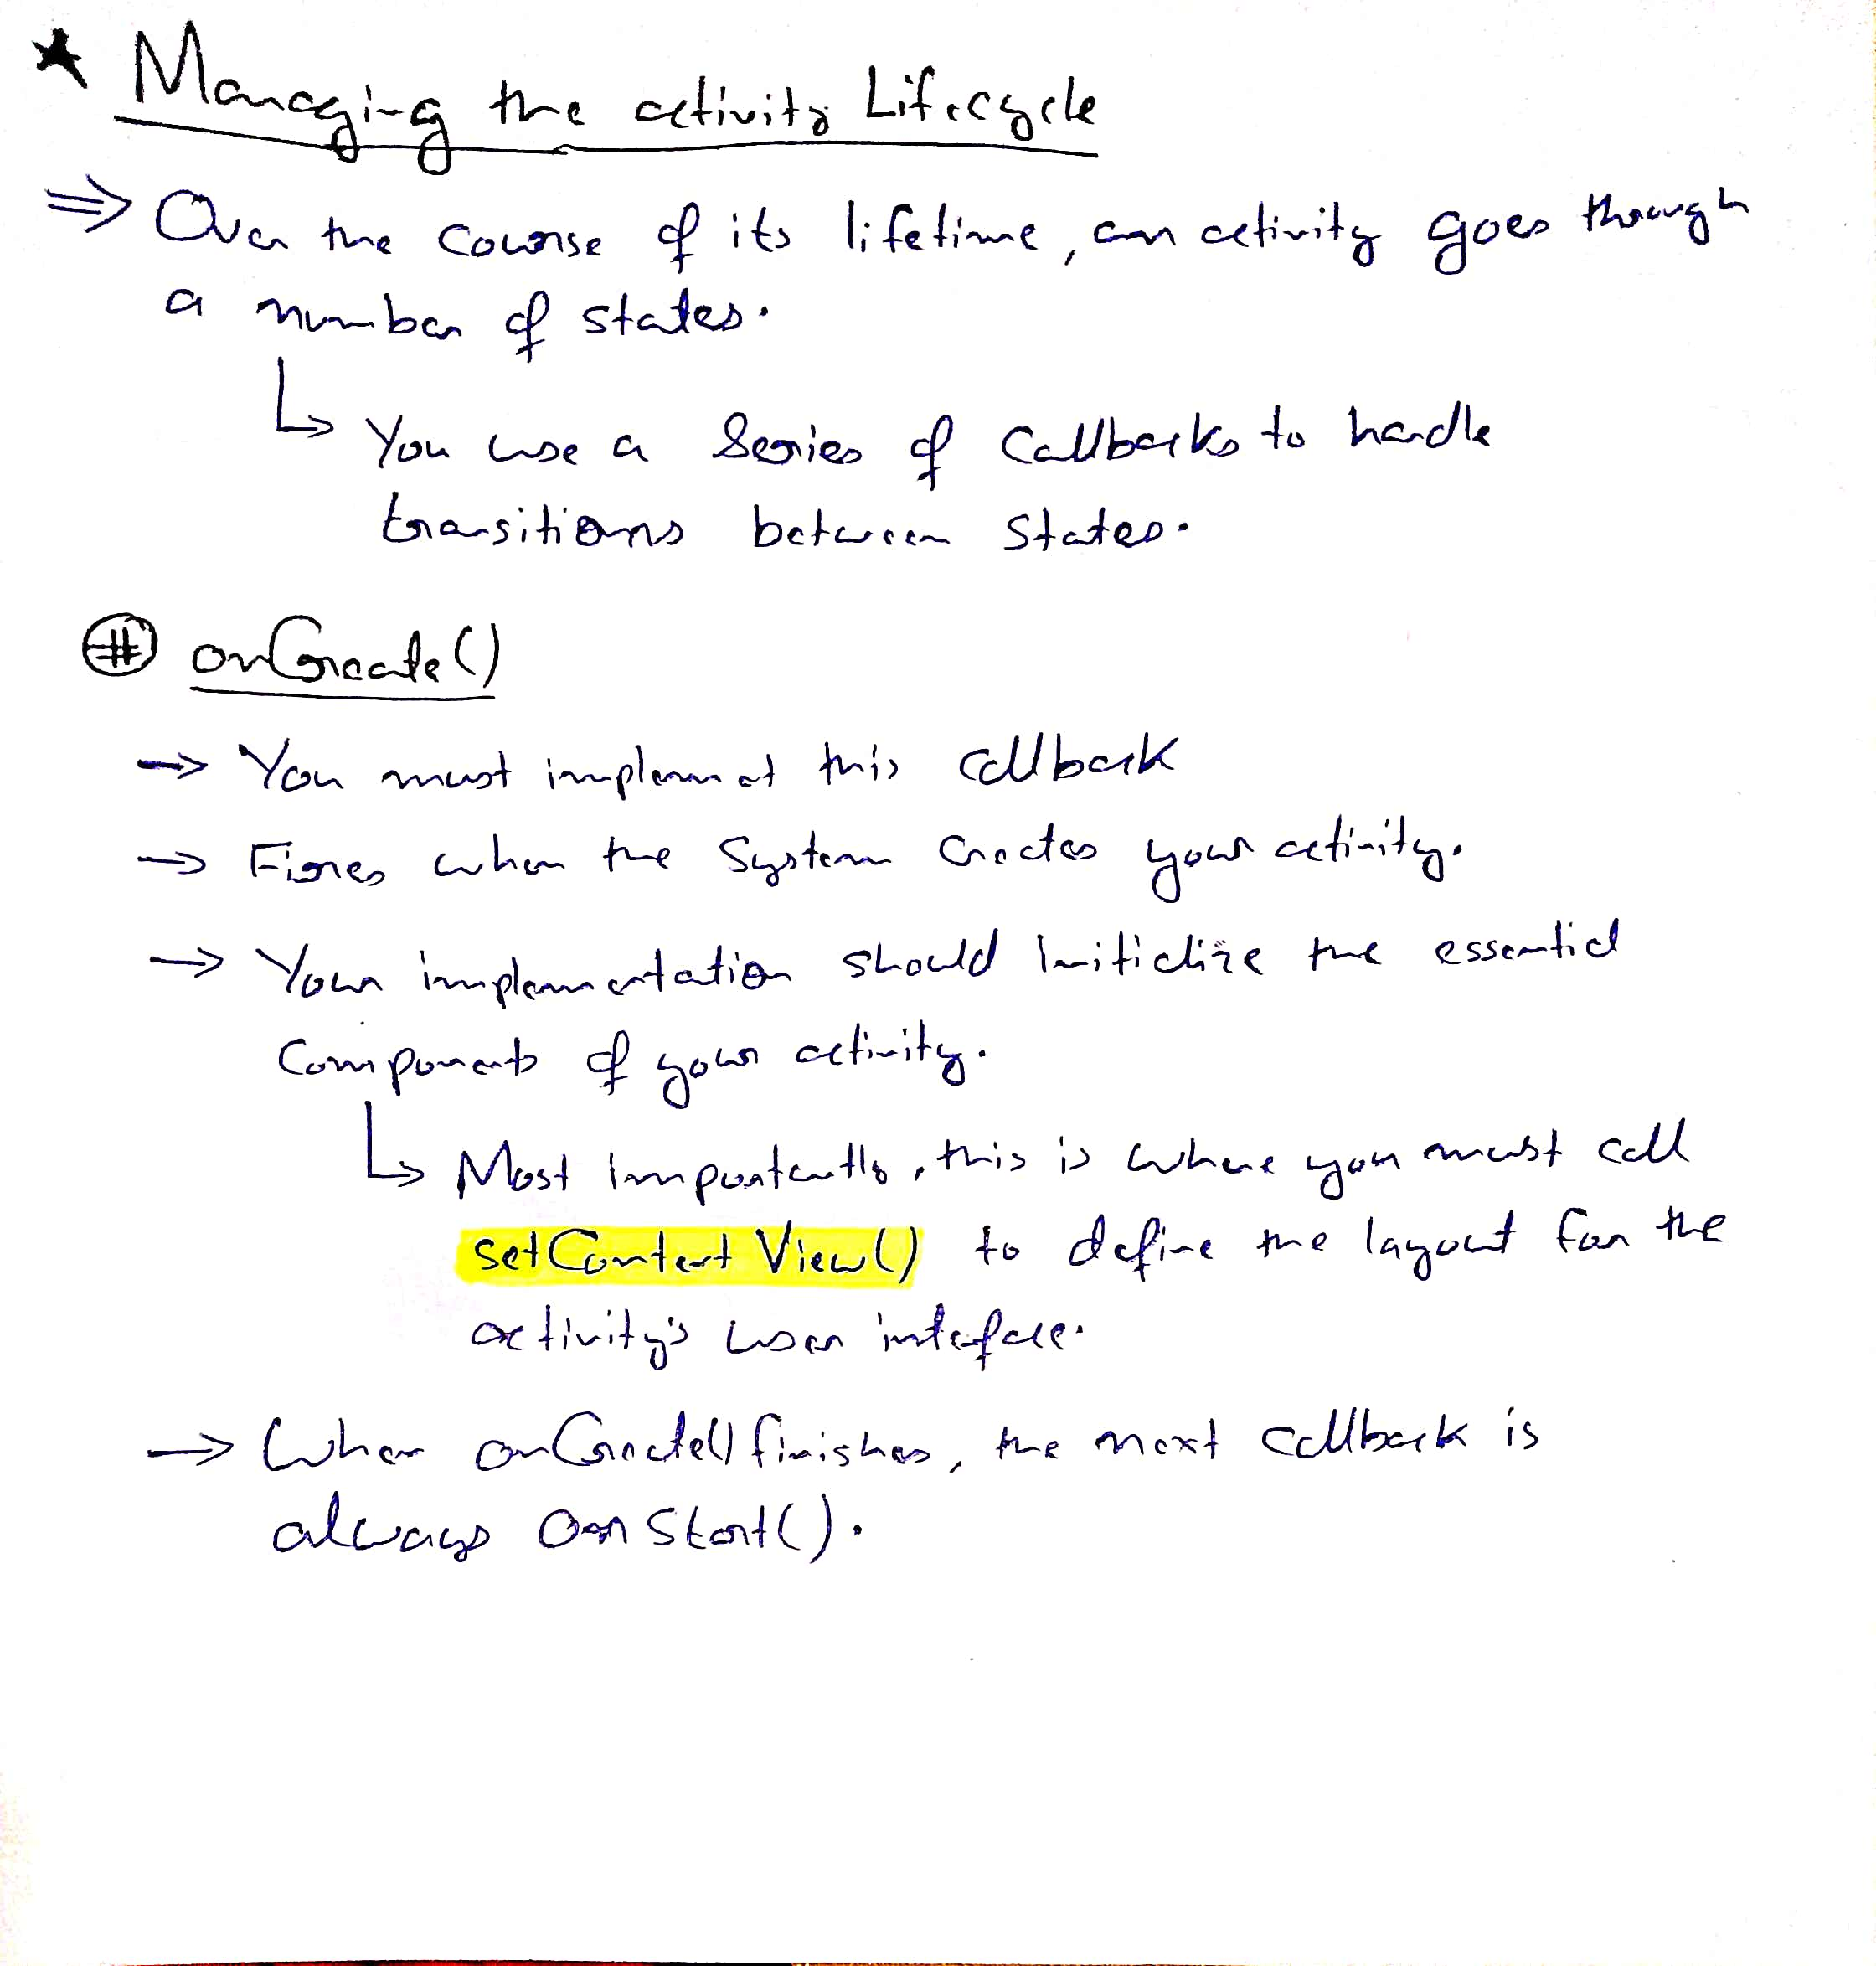 * Managing the activity Lifecycle
⇒ Over the course of its lifetime, an activity goes through
a number of states.
↳ You use a series of Callbacks to handle
transitions between states.
# onCreate()
→ You must implement this callback
→ Fires when the System creates your activity.
→ Your implementation should Initialize the essential
Components of your activity.
↳ Most Importantly, this is where you must call
setContentView() to define the layout for the
activity's user inteface.
→ When onCreate() finishes, the next callback is
always onStart().